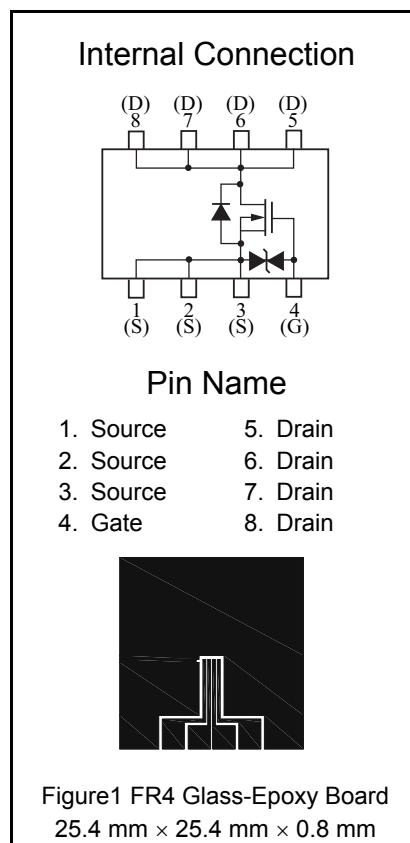 Internal Connection
(D) (D) (D) (D)
8 7 6 5
1 2 3 4
(S) (S) (S) (G)
Pin Name
1. Source 5. Drain
2. Source 6. Drain
3. Source 7. Drain
4. Gate 8. Drain
Figure1 FR4 Glass-Epoxy Board
25.4 mm × 25.4 mm × 0.8 mm